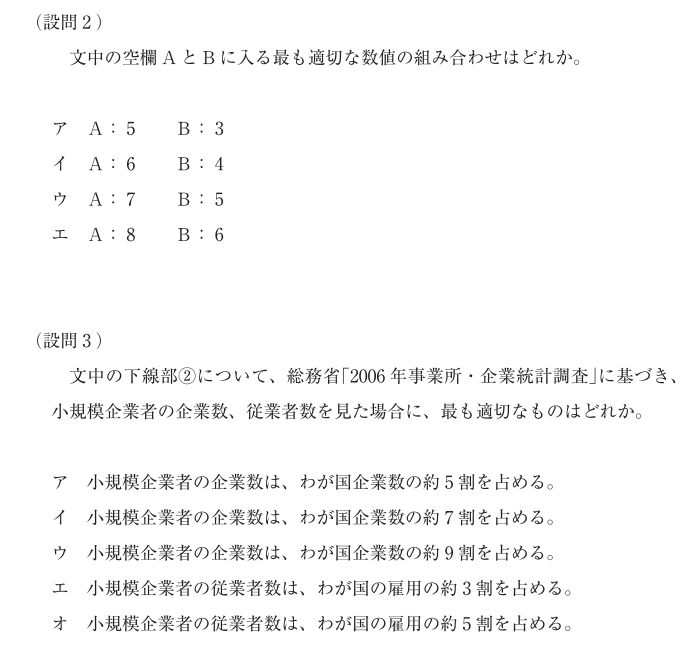 （設問2）
文中の空欄AとBに入る最も適切な数値の組み合わせはどれか。
ア　A：5　　B：3
イ　A：6　　B：4
ウ　A：7　　B：5
エ　A：8　　B：6
（設問3）
文中の下線部②について、総務省「2006 年事業所・企業統計調査」に基づき、
小規模企業者の企業数、従業者数を見た場合に、最も適切なものはどれか。
ア　小規模企業者の企業数は、わが国企業数の約5割を占める。
イ　小規模企業者の企業数は、わが国企業数の約7割を占める。
ウ　小規模企業者の企業数は、わが国企業数の約9割を占める。
エ　小規模企業者の従業者数は、わが国の雇用の約3割を占める。
オ　小規模企業者の従業者数は、わが国の雇用の約5割を占める。